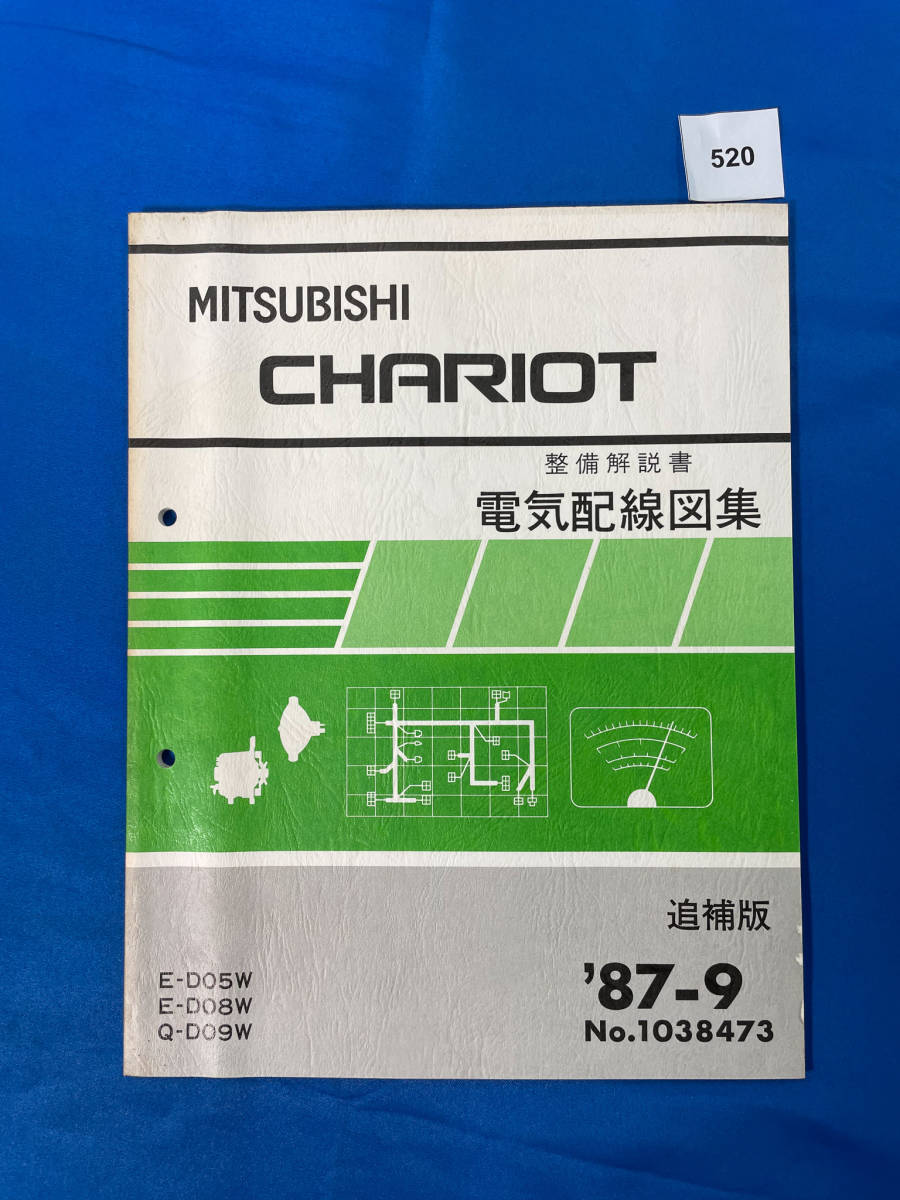 520
MITSUBISHI
CHARIOT
整備解説書
電気配線図集
追補版
E-D05W
E-D08W
Q-D09W
'87-9
No.1038473